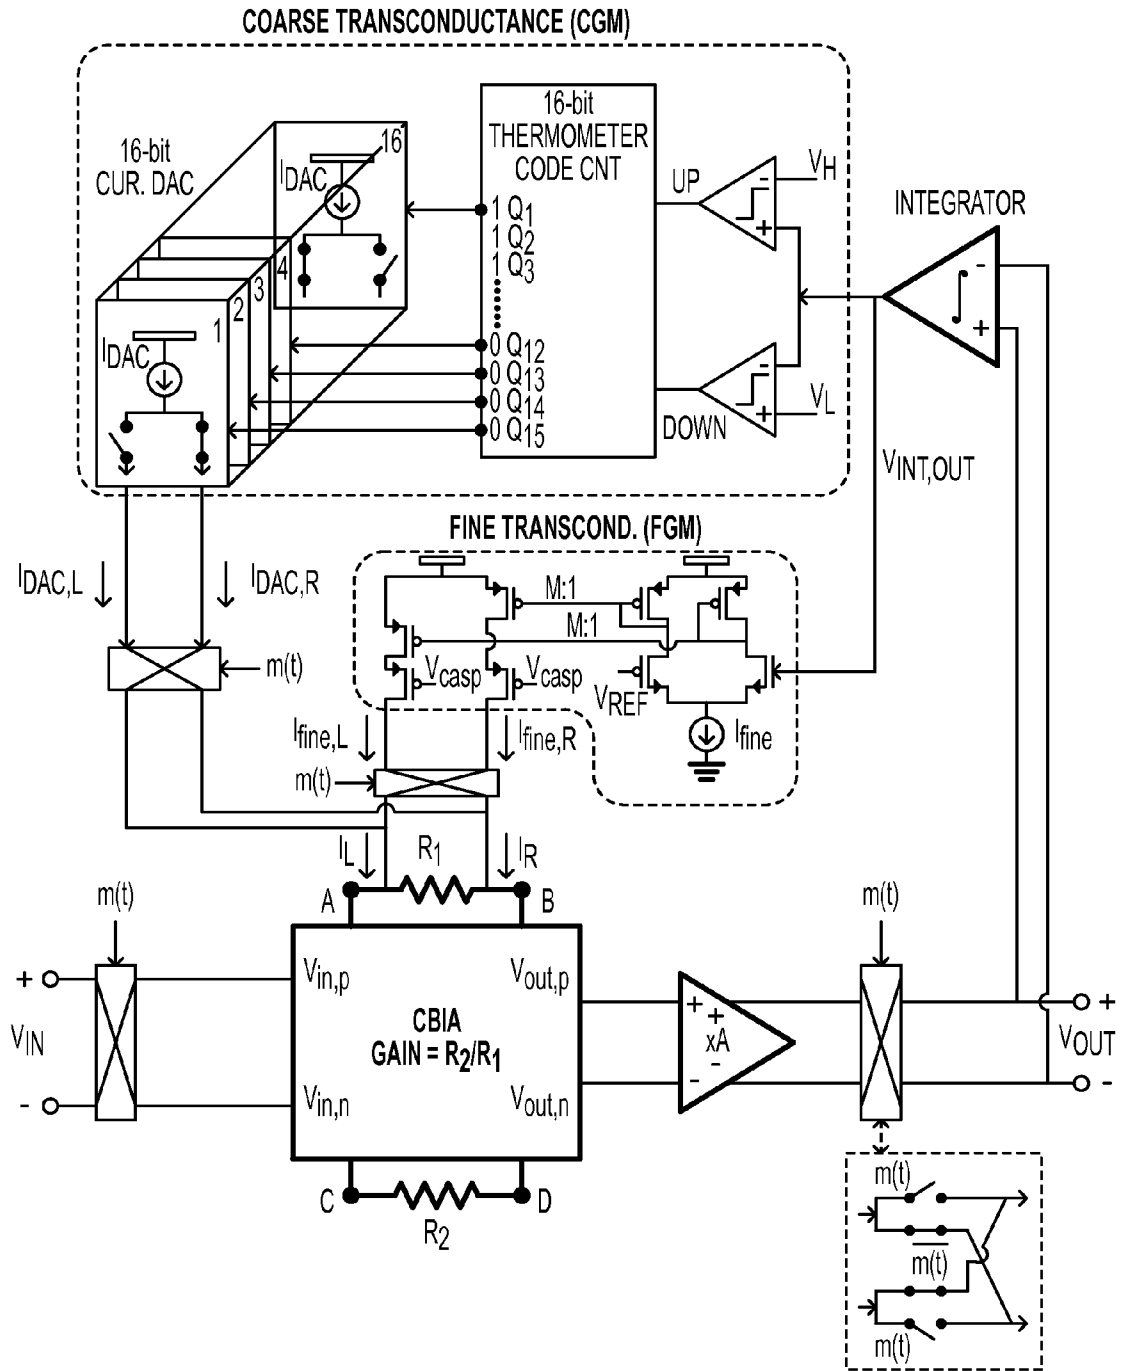 COARSE TRANSCONDUCTANCE (CGM)
16-bit
CUR. DAC
IDAC
16
4
3
2
1
IDAC
16-bit
THERMOMETER
CODE CNT
1 Q1
1 Q2
1 Q3
0 Q12
0 Q13
0 Q14
0 Q15
UP
DOWN
-
+
VH
-
+
VL
INTEGRATOR
∫
-
+
VINT,OUT
FINE TRANSCOND. (FGM)
M:1
M:1
Vcasp
Vcasp
VREF
Ifine
IDAC,L
IDAC,R
m(t)
Ifine,L
Ifine,R
m(t)
IL
R1
IR
A
B
m(t)
+
VIN
-
Vin,p
Vout,p
CBIA
GAIN = R2/R1
Vin,n
Vout,n
C
D
R2
+
+
xA
-
-
m(t)
+
VOUT
-
m(t)
m(t)
m(t)